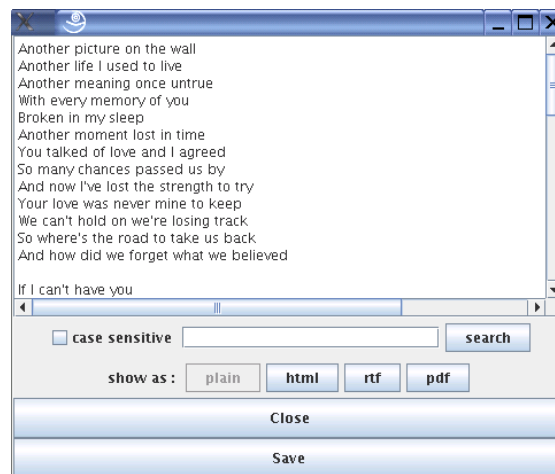 Another picture on the wall
Another life I used to live
Another meaning once untrue
With every memory of you
Broken in my sleep
Another moment lost in time
You talked of love and I agreed
So many chances passed us by
And now I've lost the strength to try
Your love was never mine to keep
We can't hold on we're losing track
So where's the road to take us back
And how did we forget what we believed
If I can't have you
case sensitive search
show as : plain html rtf pdf
Close
Save